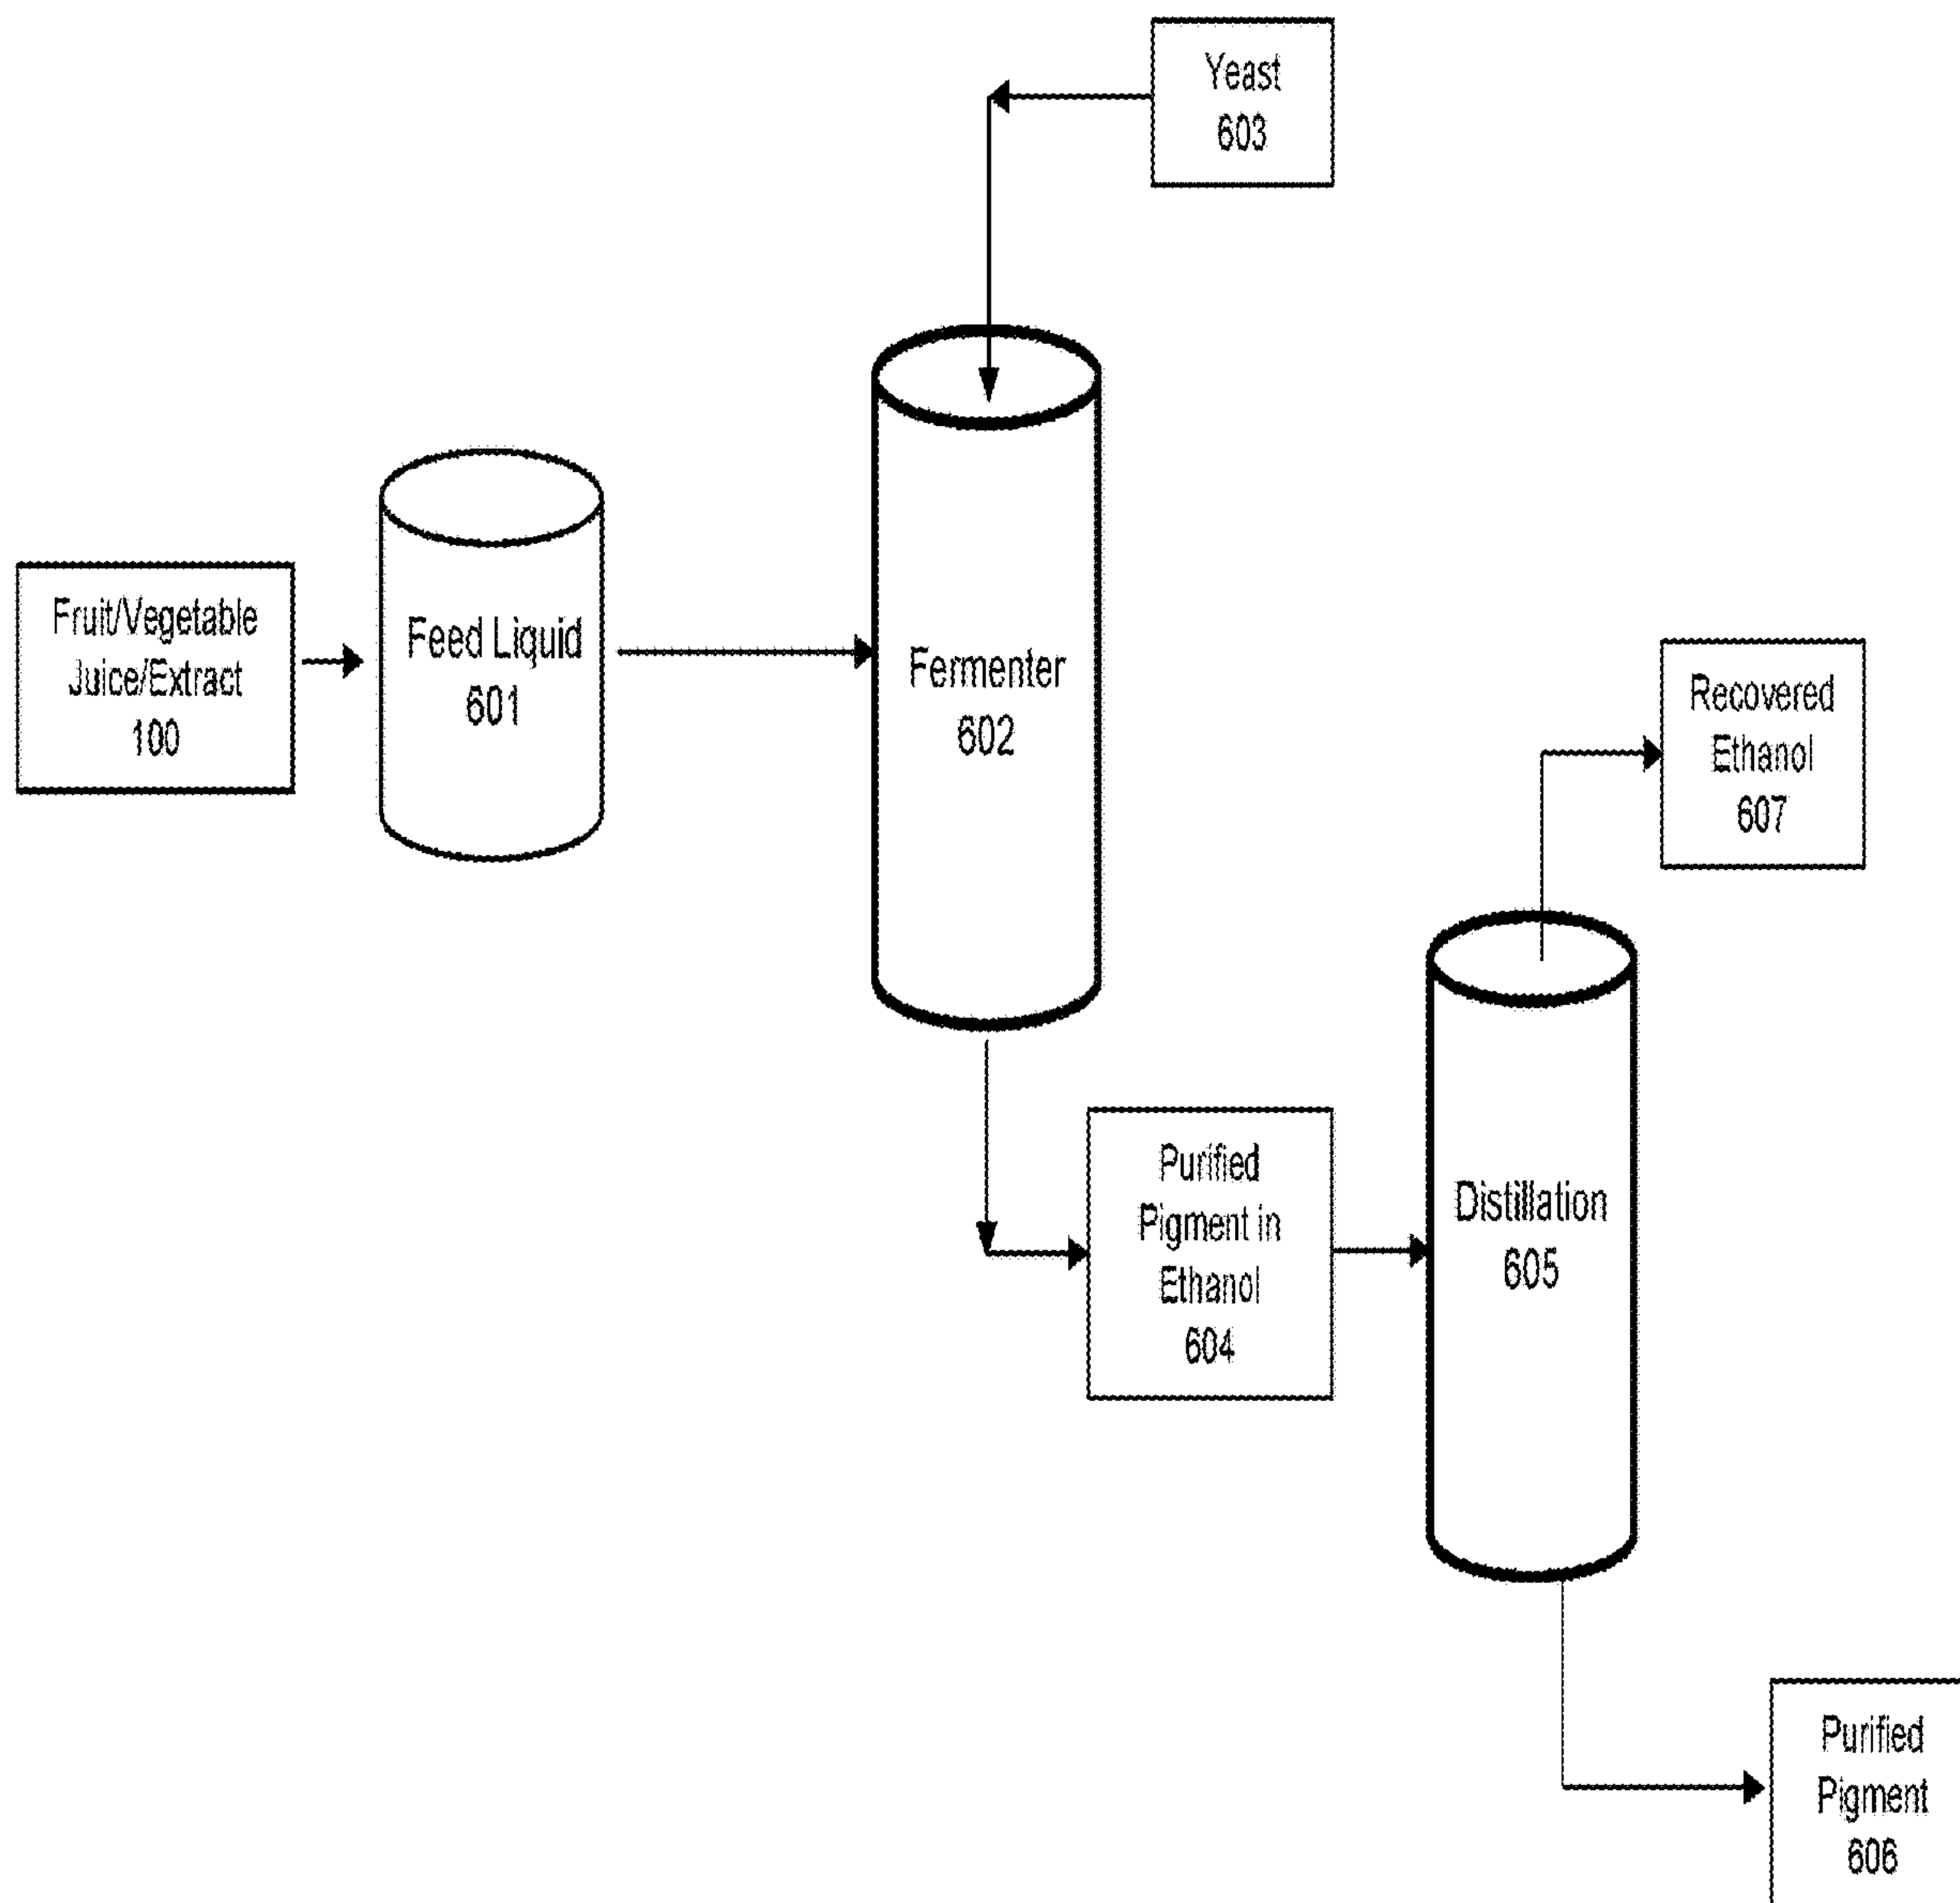 Yeast
603
Fruit/Vegetable
Juice/Extract
100
Feed Liquid
601
Fermenter
602
Recovered
Ethanol
607
Purified
Pigment in
Ethanol
604
Distillation
605
Purified
Pigment
606